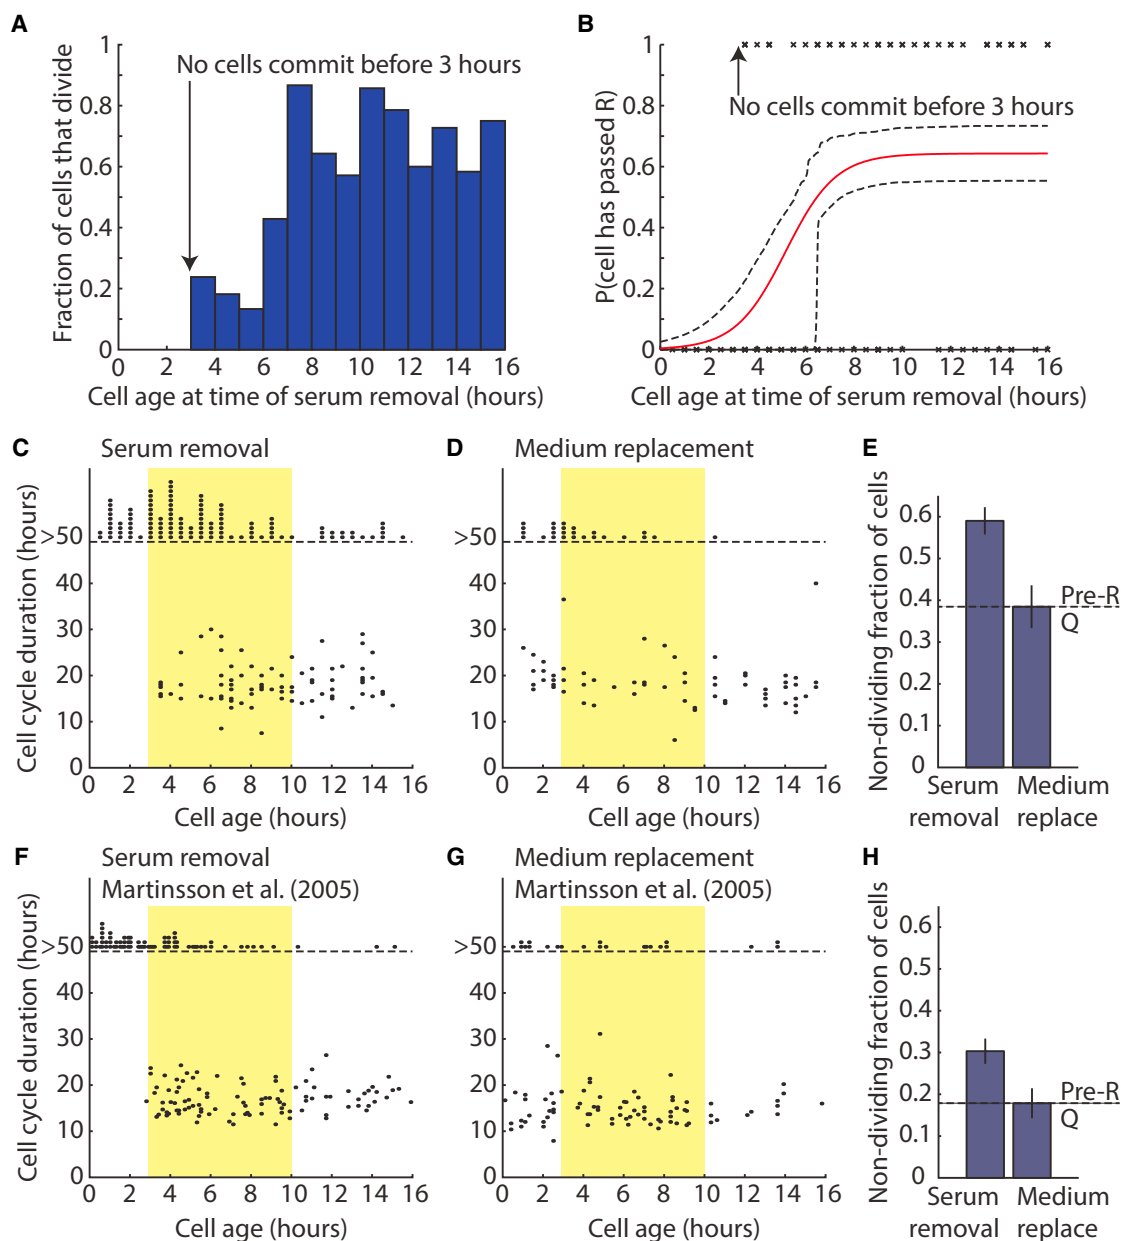 A
Fraction of cells that divide
1
0.8
0.6
0.4
0.2
0
No cells commit before 3 hours
0 2 4 6 8 10 12 14 16
Cell age at time of serum removal (hours)
B
P(cell has passed R)
1
0.8
0.6
0.4
0.2
0
No cells commit before 3 hours
0 2 4 6 8 10 12 14 16
Cell age at time of serum removal (hours)
C Serum removal
Cell cycle duration (hours)
>50
40
30
20
10
0
0 2 4 6 8 10 12 14 16
Cell age (hours)
D Medium replacement
>50
40
30
20
10
0
0 2 4 6 8 10 12 14 16
Cell age (hours)
E
Non-dividing fraction of cells
0.6
0.5
0.4
0.3
0.2
0.1
0
Pre-R
Q
Serum Medium
removal replace
F Serum removal
Martinsson et al. (2005)
Cell cycle duration (hours)
>50
40
30
20
10
0
0 2 4 6 8 10 12 14 16
Cell age (hours)
G Medium replacement
Martinsson et al. (2005)
>50
40
30
20
10
0
0 2 4 6 8 10 12 14 16
Cell age (hours)
H
Non-dividing fraction of cells
0.6
0.5
0.4
0.3
0.2
0.1
0
Pre-R
Q
Serum Medium
removal replace